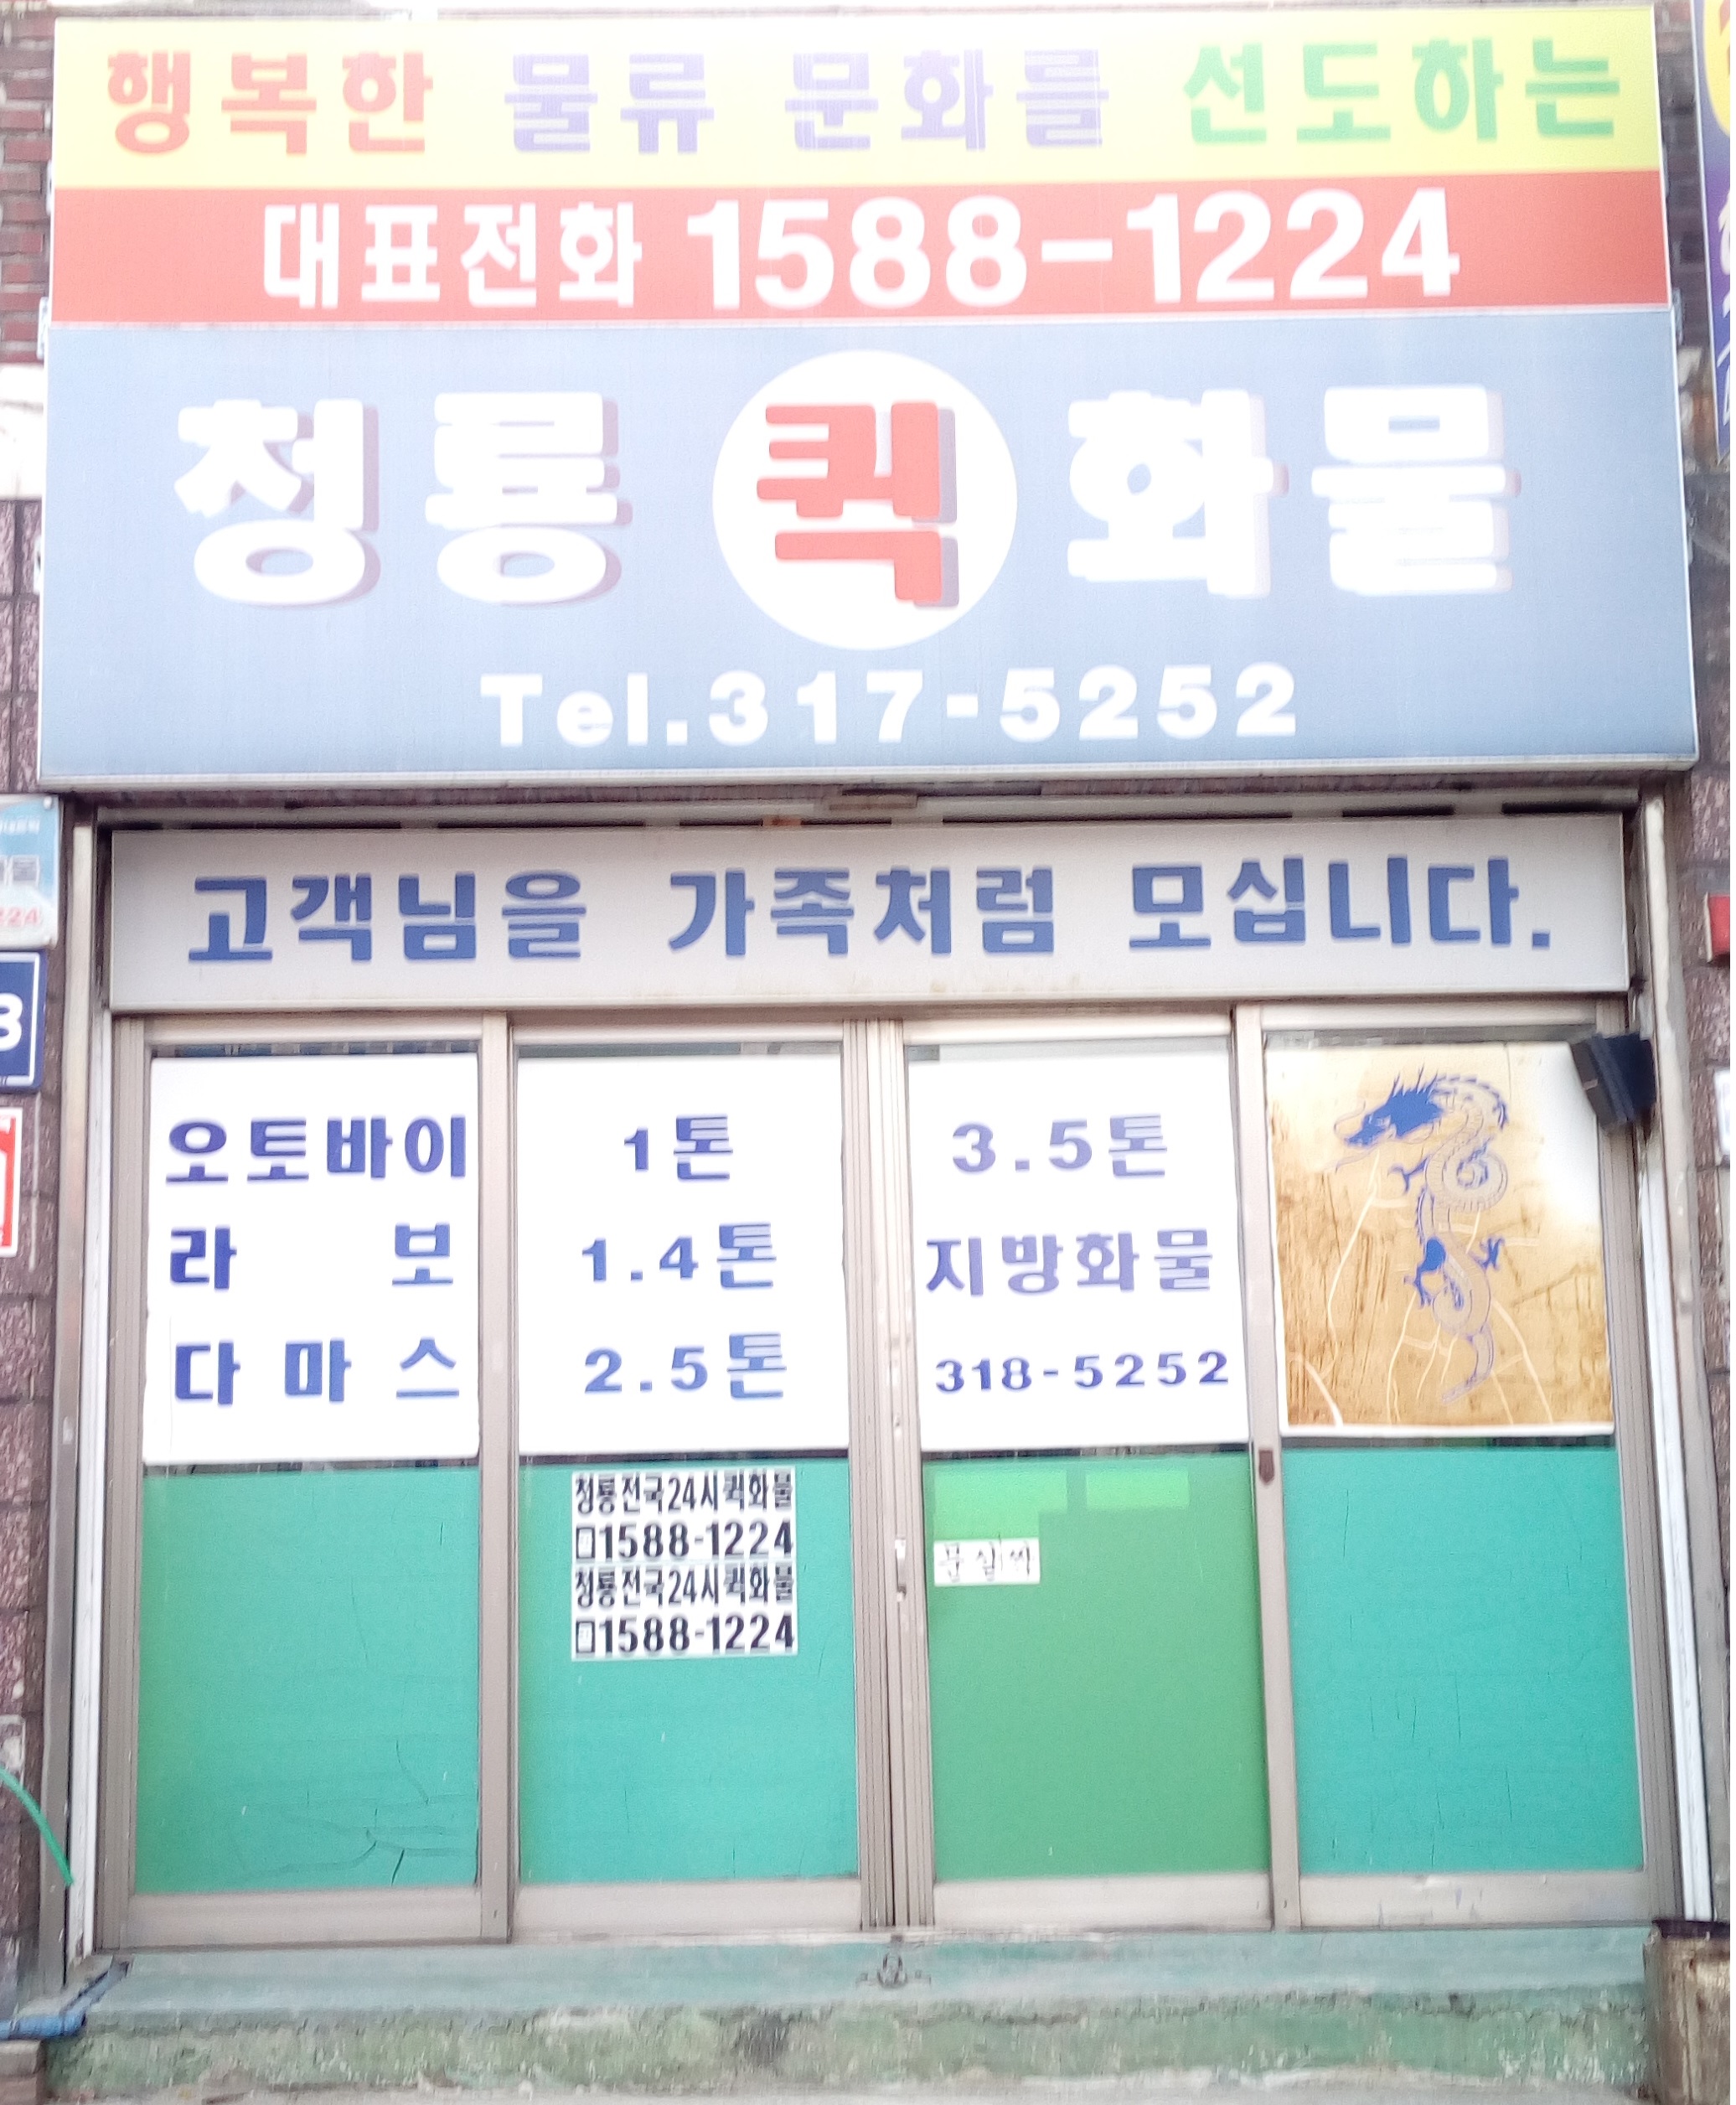 행복한 물류 문화를 선도하는
대표전화 1588-1224
청룡 퀵 화물
Tel.317-5252
고객님을 가족처럼 모십니다.
오토바이
라 보
다 마 스
1톤
1.4톤
2.5톤
3.5톤
지방화물
318-5252
청룡전국24시퀵화물
1588-1224
청룡전국24시퀵화물
1588-1224
3